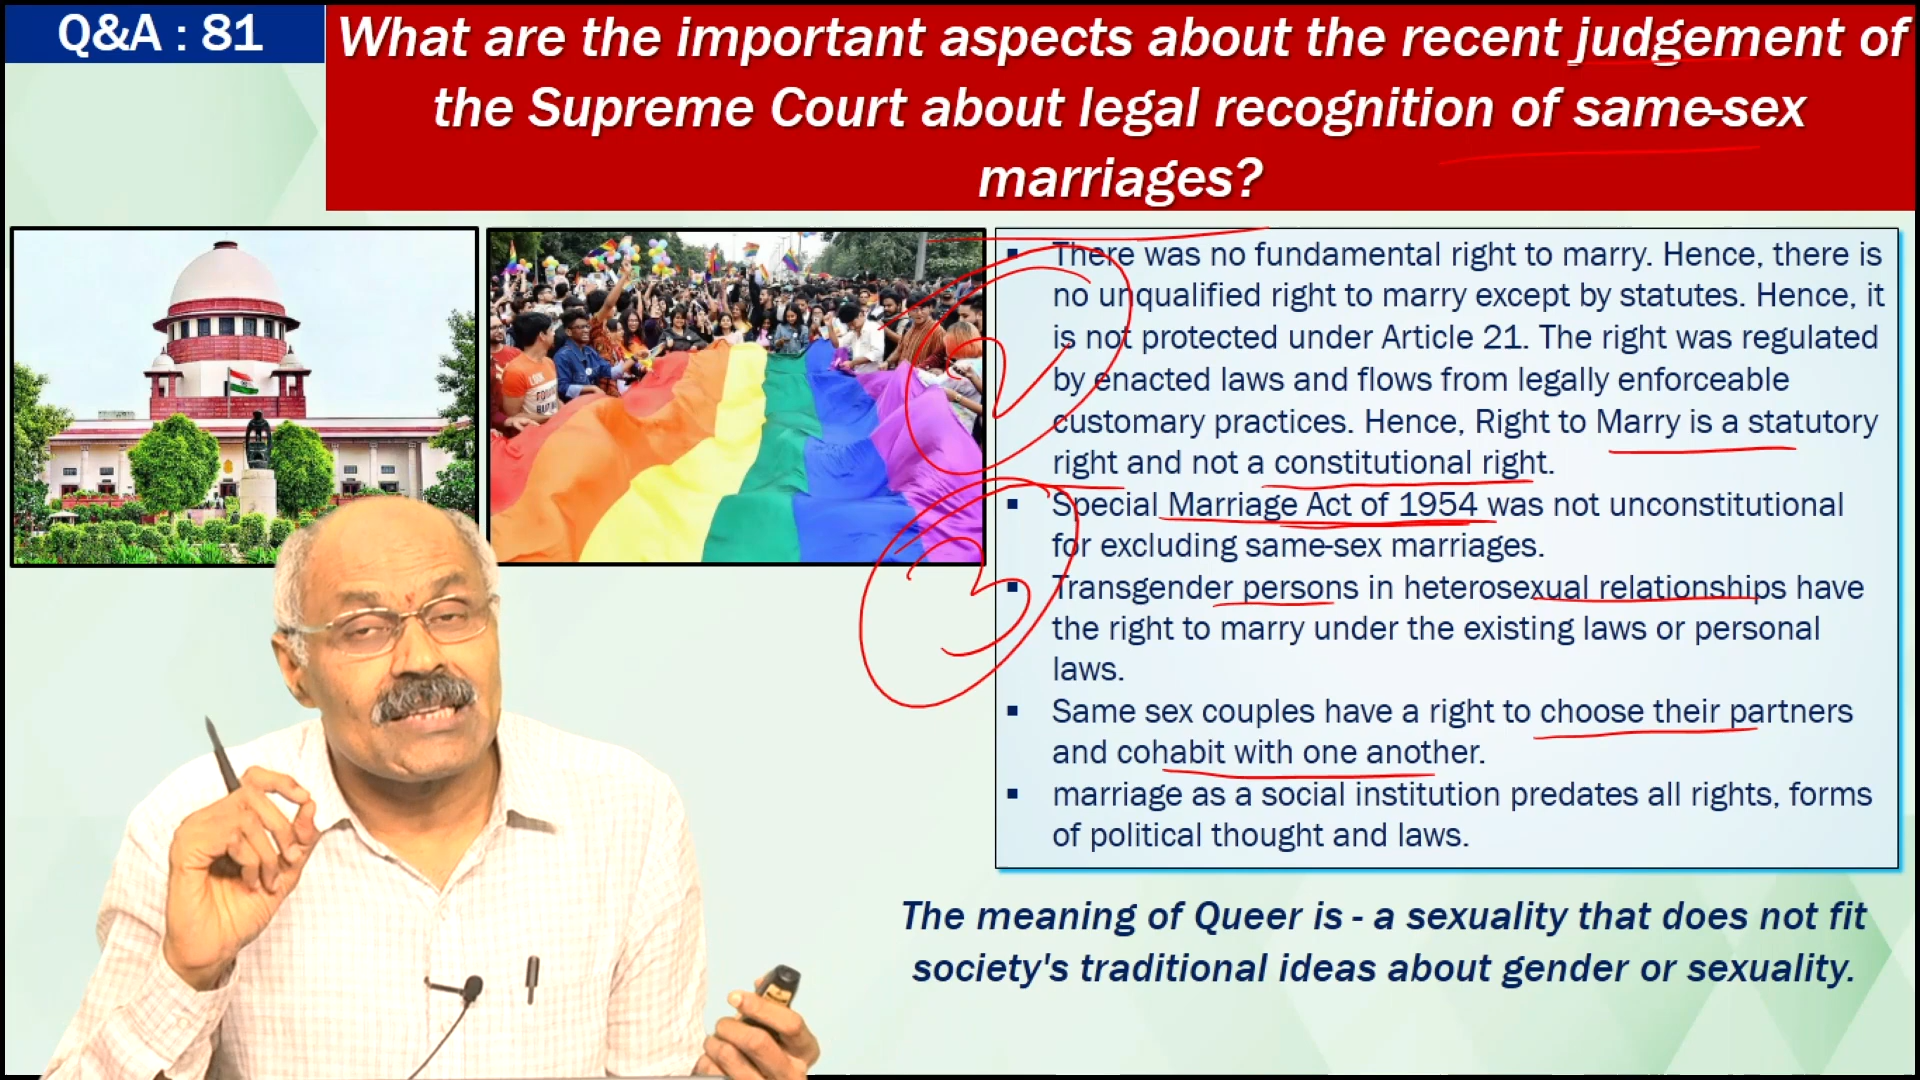 Q&A : 81
What are the important aspects about the recent judgement of
the Supreme Court about legal recognition of same-sex
marriages?
▪ There was no fundamental right to marry. Hence, there is
no unqualified right to marry except by statutes. Hence, it
is not protected under Article 21. The right was regulated
by enacted laws and flows from legally enforceable
customary practices. Hence, Right to Marry is a statutory
right and not a constitutional right.
▪ Special Marriage Act of 1954 was not unconstitutional
for excluding same-sex marriages.
▪ Transgender persons in heterosexual relationships have
the right to marry under the existing laws or personal
laws.
▪ Same sex couples have a right to choose their partners
and cohabit with one another.
▪ marriage as a social institution predates all rights, forms
of political thought and laws.
The meaning of Queer is - a sexuality that does not fit
society's traditional ideas about gender or sexuality.